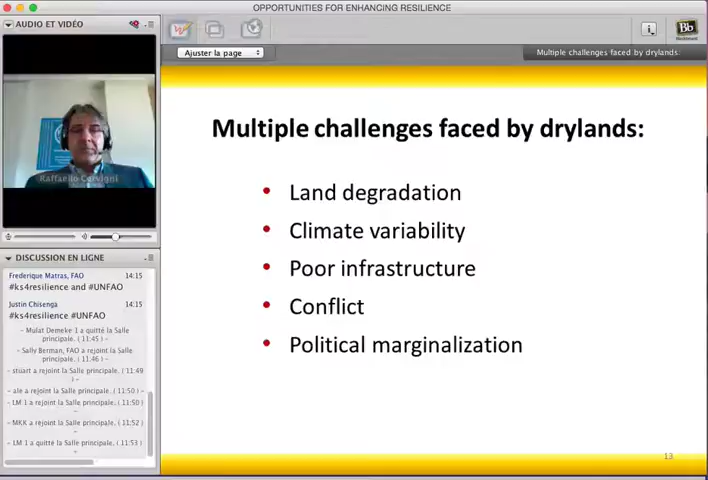 OPPORTUNITIES FOR ENHANCING RESILIENCE
AUDIO ET VIDÉO
Ajuster la page
Multiple challenges faced by drylands.
Bb
Raffaello Cervigni
Multiple challenges faced by drylands:
• Land degradation
• Climate variability
• Poor infrastructure
• Conflict
• Political marginalization
13
DISCUSSION EN LIGNE
Frederique Matras, FAO 14:15
#ks4resilience and #UNFAO
Justin Chisenga 14:15
#ks4resilience #UNFAO
– Mulat Demeke 1 a quitté la Salle
principale. ( 11:45) –
– Sally Berman, FAO a rejoint la Salle
principale. ( 11:46) –
– stuart a rejoint la Salle principale. ( 11:49
) –
– ale a rejoint la Salle principale. ( 11:50) –
– LM 1 a rejoint la Salle principale. ( 11:50)
–
– MKK a rejoint la Salle principale. ( 11:52)
–
– LM 1 a quitté la Salle principale. ( 11:53)
–